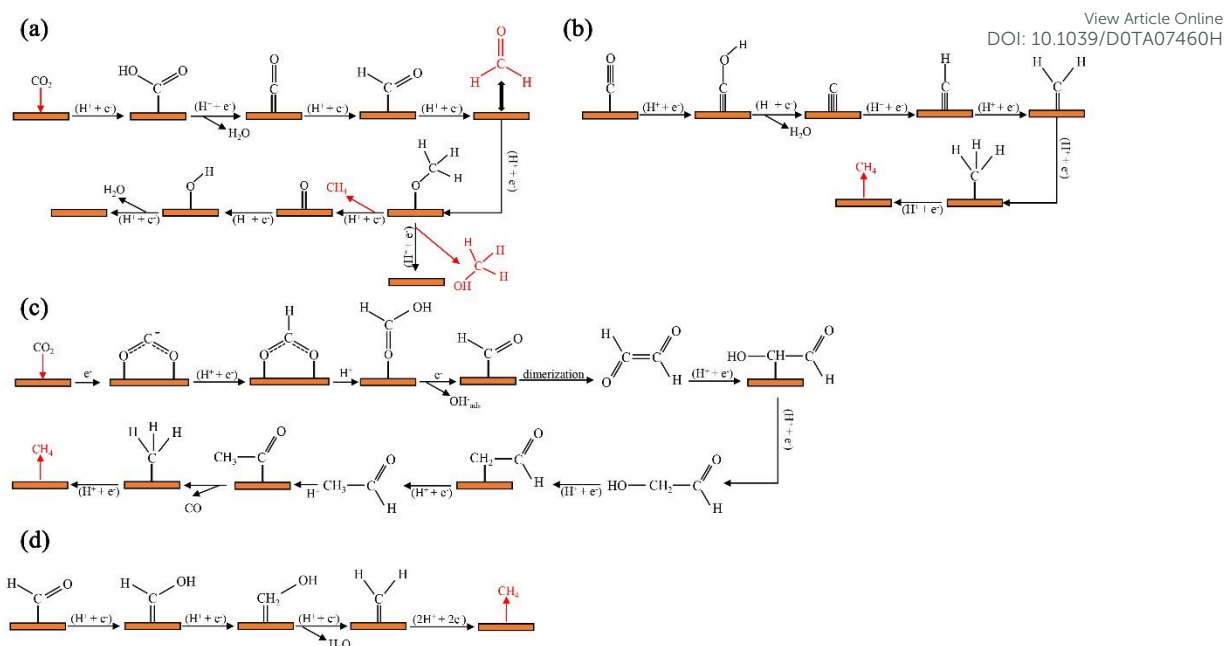 View Article Online
DOI: 10.1039/D0TA07460H
(a)
CO₂
(H⁺ + e⁻)
HO C O
(H⁺ + e⁻)
H₂O
O C
(H⁺ + e⁻)
H C O
(H⁺ + e⁻)
O C H H
(H⁺ + e⁻)
H C H H O
(H⁺ + e⁻)
CH₄
O
(H⁺ + e⁻)
H O
(H⁺ + e⁻)
H₂O
(H⁺ + e⁻)
H C H H OH
(b)
O C
(H⁺ + e⁻)
H O C
(H⁺ + e⁻)
H₂O
C
(H⁺ + e⁻)
H C
(H⁺ + e⁻)
H H C
(H⁺ + e⁻)
H H H C
(H⁺ + e⁻)
CH₄
(c)
CO₂
e⁻
O C⁻ O
(H⁺ + e⁻)
H C O O
H⁺
H C OH O
e⁻
OH⁻ads
H C O
dimerization
H C C O O H
(H⁺ + e⁻)
HO CH C O H
(H⁺ + e⁻)
HO CH₂ C O H
(H⁺ + e⁻)
CH₂ C O H
(H⁺ + e⁻)
CH₃ C O H
H⁺
CH₃ C O
CO
H H H C
(H⁺ + e⁻)
CH₄
(d)
H C O
(H⁺ + e⁻)
H C OH
(H⁺ + e⁻)
CH₂ OH
(H⁺ + e⁻)
H₂O
H H C
(2H⁺ + 2e⁻)
CH₄